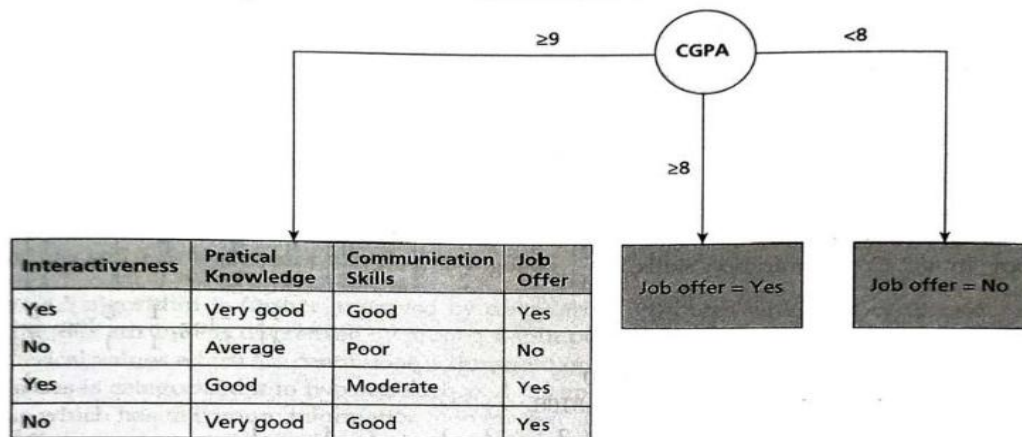 ≥9
CGPA
<8
≥8
Interactiveness Pratical Knowledge Communication Skills Job Offer
Yes Very good Good Yes
No Average Poor No
Yes Good Moderate Yes
No Very good Good Yes
Job offer = Yes
Job offer = No